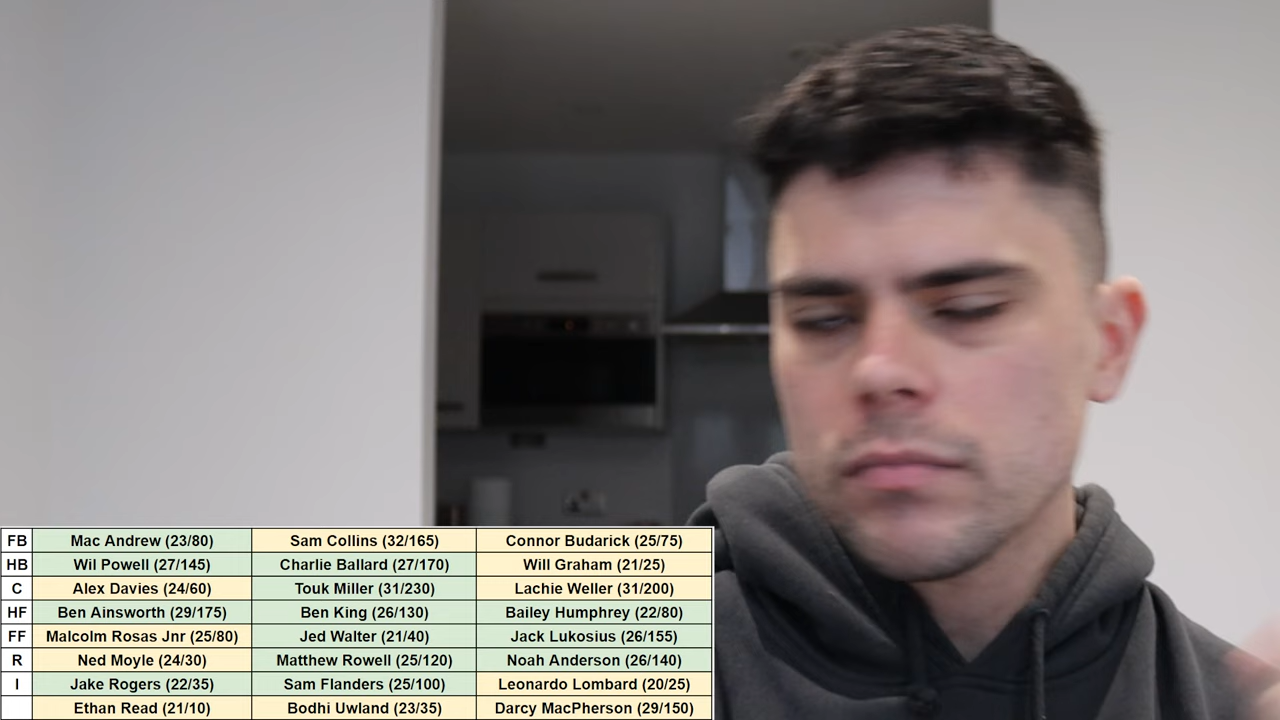 FB Mac Andrew (23/80) Sam Collins (32/165) Connor Budarick (25/75)
HB Wil Powell (27/145) Charlie Ballard (27/170) Will Graham (21/25)
C Alex Davies (24/60) Touk Miller (31/230) Lachie Weller (31/200)
HF Ben Ainsworth (29/175) Ben King (26/130) Bailey Humphrey (22/80)
FF Malcolm Rosas Jnr (25/80) Jed Walter (21/40) Jack Lukosius (26/155)
R Ned Moyle (24/30) Matthew Rowell (25/120) Noah Anderson (26/140)
I Jake Rogers (22/35) Sam Flanders (25/100) Leonardo Lombard (20/25)
Ethan Read (21/10) Bodhi Uwland (23/35) Darcy MacPherson (29/150)